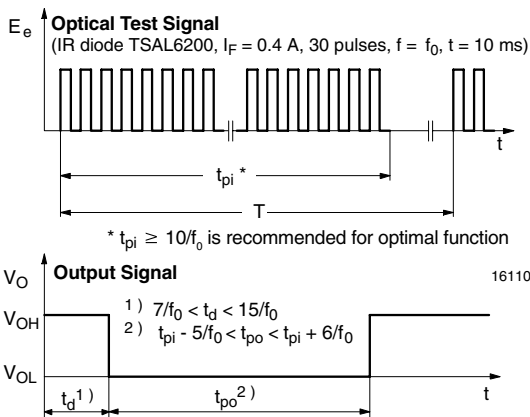 E_e Optical Test Signal
(IR diode TSAL6200, I_F = 0.4 A, 30 pulses, f = f_0, t = 10 ms)
t
t_pi *
T
* t_pi ≥ 10/f_0 is recommended for optimal function
V_O Output Signal
16110
V_OH
1) 7/f_0 < t_d < 15/f_0
2) t_pi - 5/f_0 < t_po < t_pi + 6/f_0
V_OL
t_d 1)
t_po 2)
t